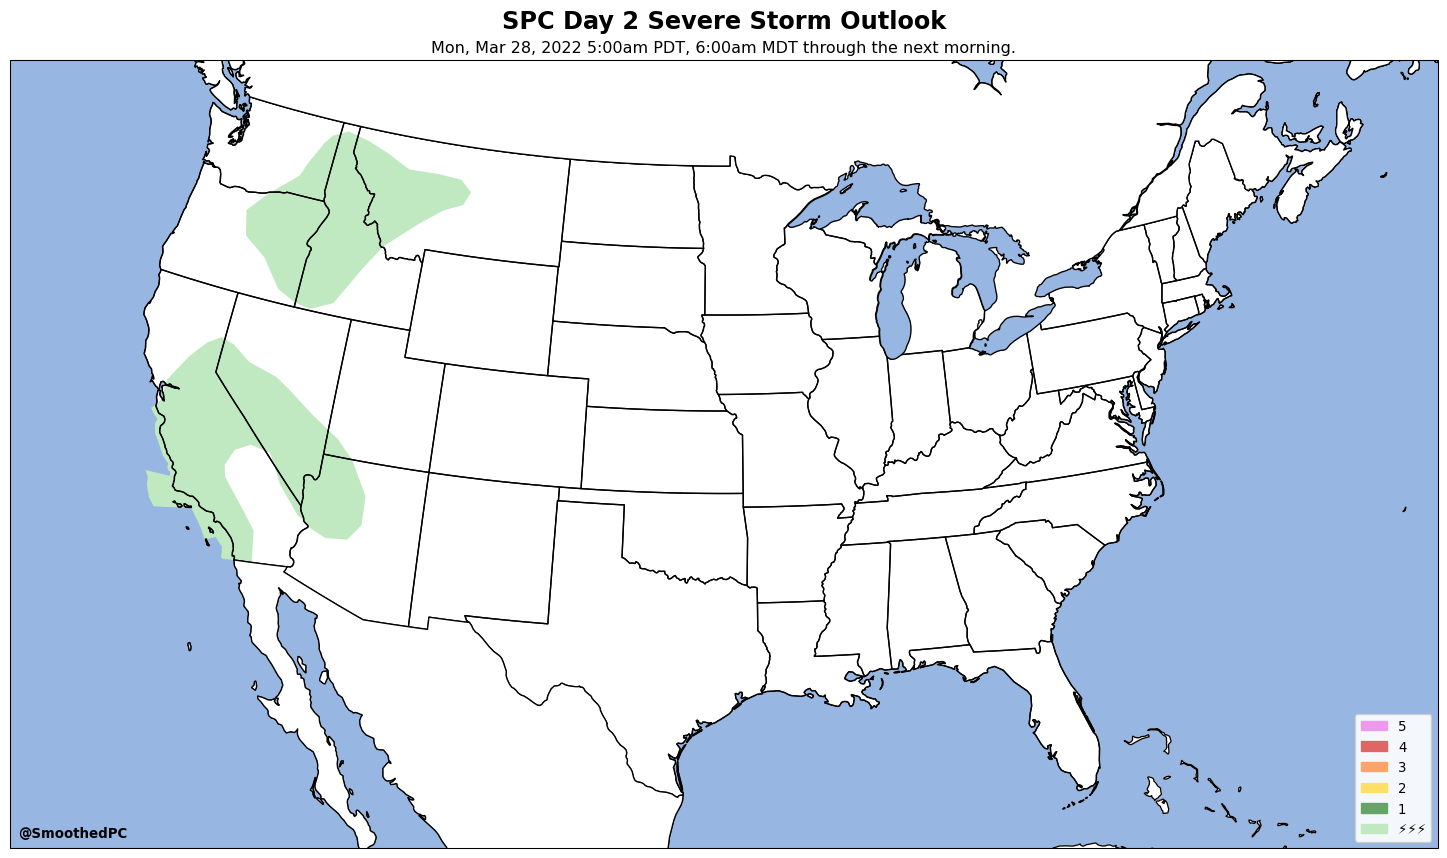 SPC Day 2 Severe Storm Outlook
Mon, Mar 28, 2022 5:00am PDT, 6:00am MDT through the next morning.
5
4
3
2
1
⚡⚡⚡
@SmoothedPC